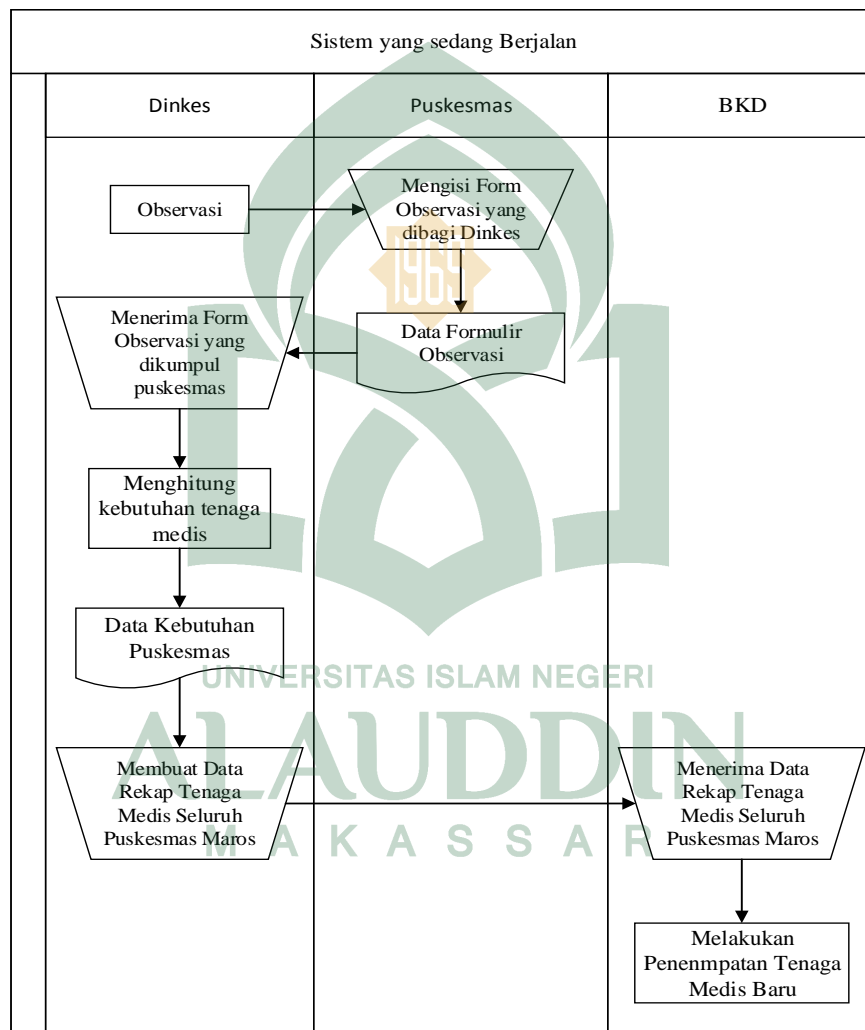 Sistem yang sedang Berjalan
Dinkes
Puskesmas
BKD
Observasi
Mengisi Form
Observasi yang
dibagi Dinkes
1965
Menerima Form
Observasi yang
dikumpul
puskesmas
Data Formulir
Observasi
Menghitung
kebutuhan tenaga
medis
Data Kebutuhan
Puskesmas
UNIVERSITAS ISLAM NEGERI
ALAUDDIN
MAKASSAR
Membuat Data
Rekap Tenaga
Medis Seluruh
Puskesmas Maros
Menerima Data
Rekap Tenaga
Medis Seluruh
Puskesmas Maros
Melakukan
Penenmpatan Tenaga
Medis Baru